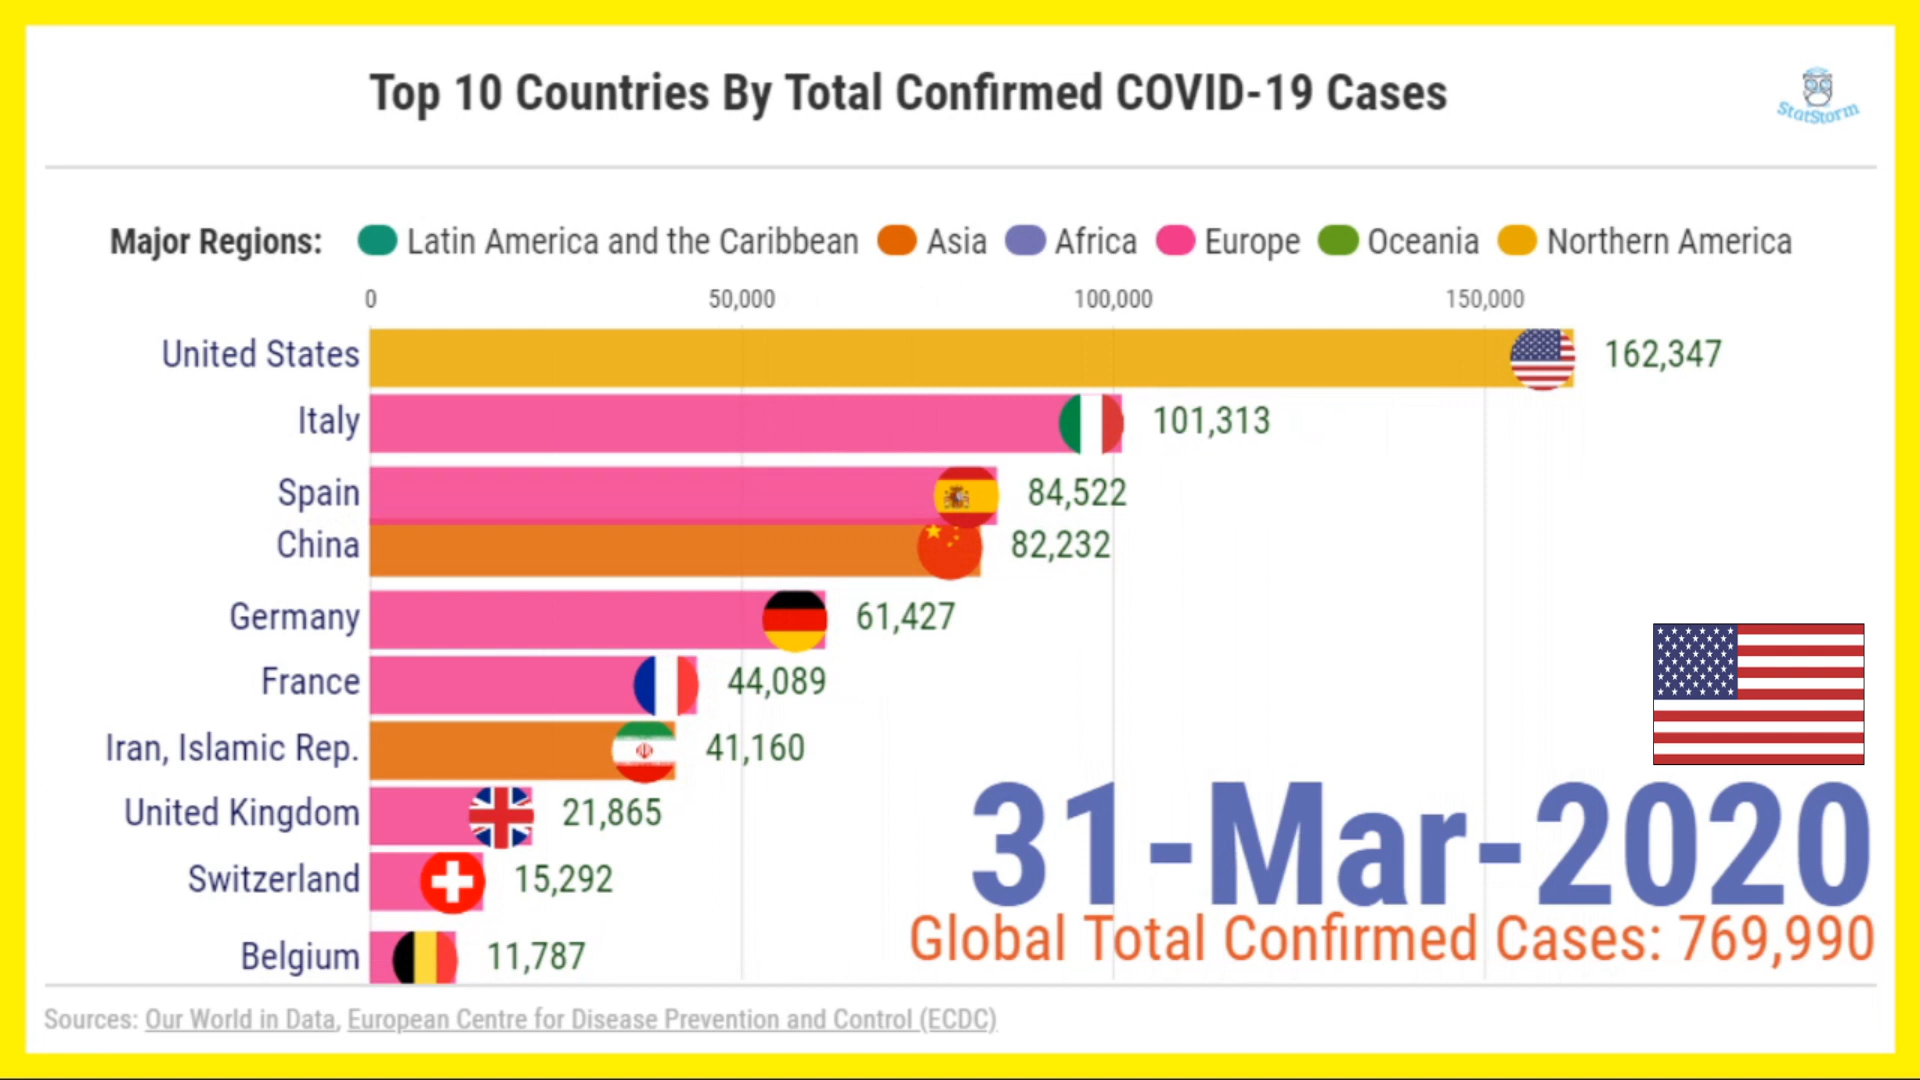 Top 10 Countries By Total Confirmed COVID-19 Cases
StatStorm
Major Regions: Latin America and the Caribbean Asia Africa Europe Oceania Northern America
0 50,000 100,000 150,000
United States 162,347
Italy 101,313
Spain 84,522
China 82,232
Germany 61,427
France 44,089
Iran, Islamic Rep. 41,160
United Kingdom 21,865
Switzerland 15,292
Belgium 11,787
31-Mar-2020
Global Total Confirmed Cases: 769,990
Sources: Our World in Data, European Centre for Disease Prevention and Control (ECDC)